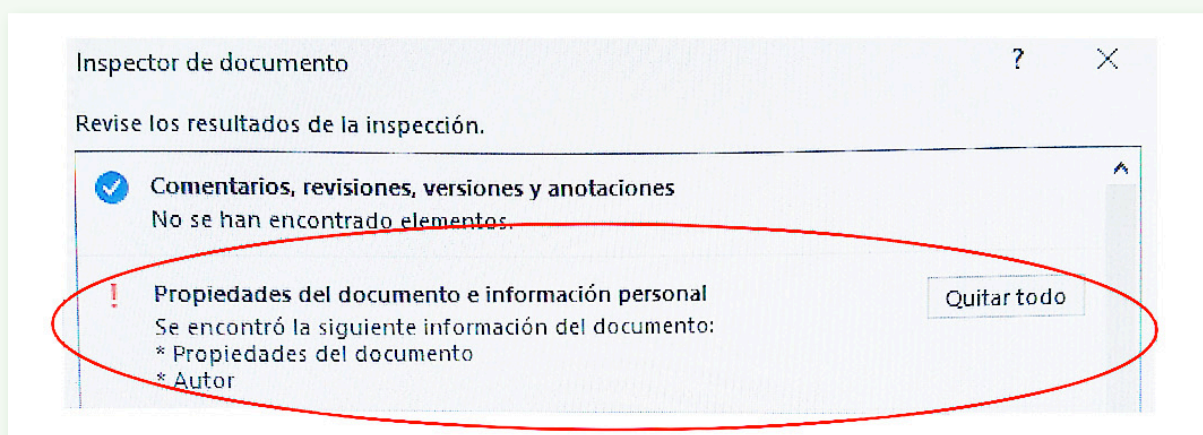 Inspector de documento
?
Revise los resultados de la inspección.
Comentarios, revisiones, versiones y anotaciones
No se han encontrado elementos.
! Propiedades del documento e información personal
Quitar todo
Se encontró la siguiente información del documento:
* Propiedades del documento
* Autor